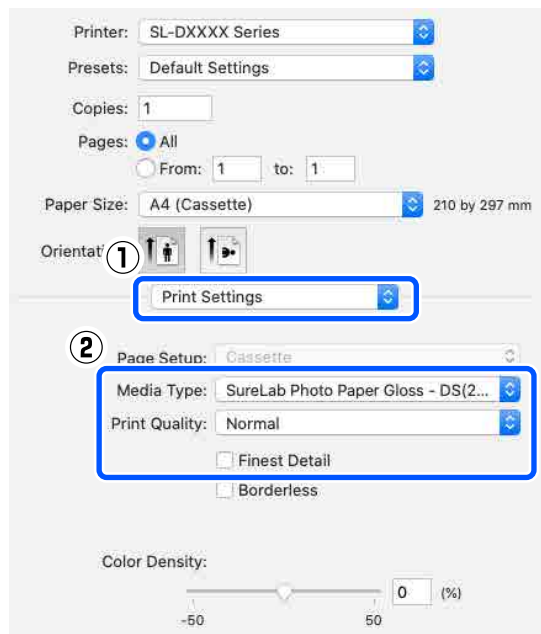 Printer: SL-DXXXX Series
Presets: Default Settings
Copies: 1
Pages: All
From: 1 to: 1
Paper Size: A4 (Cassette) 210 by 297 mm
Orientati
1
Print Settings
2
Page Setup: Cassette
Media Type: SureLab Photo Paper Gloss - DS(2...
Print Quality: Normal
Finest Detail
Borderless
Color Density:
0 (%)
-50 50